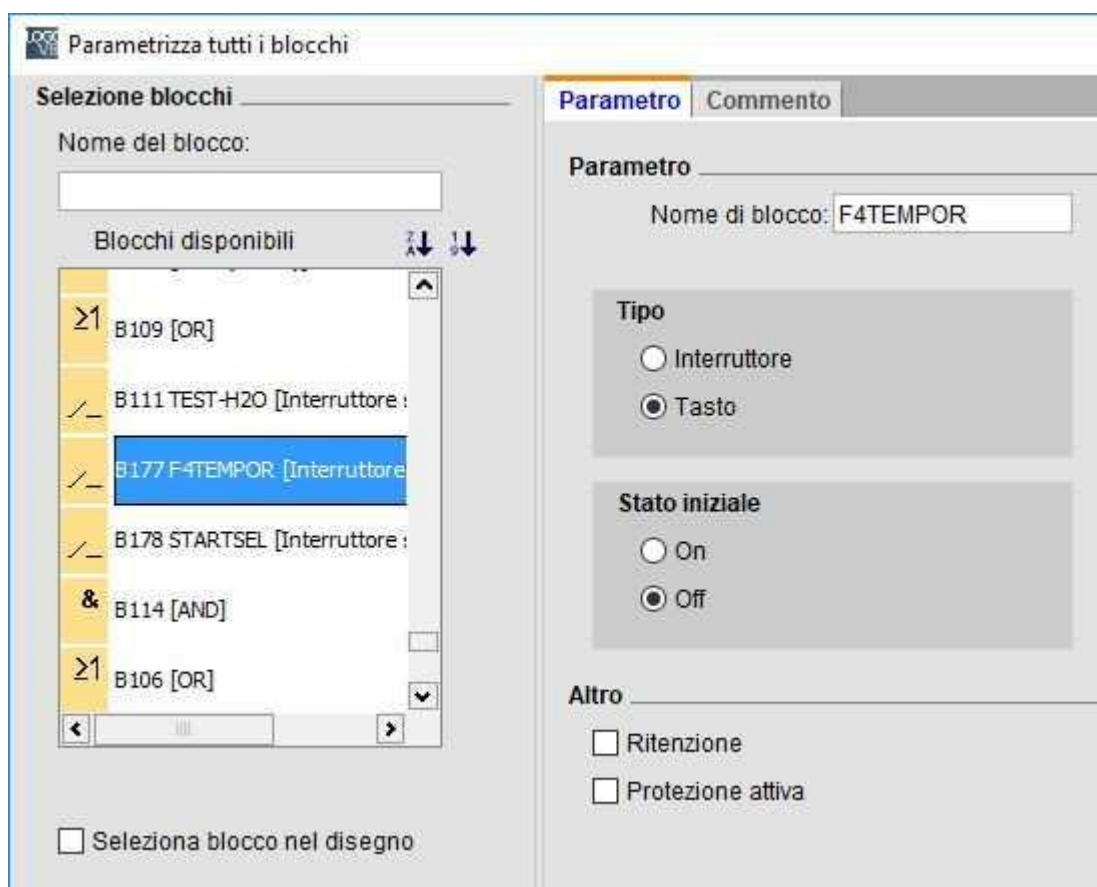 Parametrizza tutti i blocchi
Selezione blocchi
Nome del blocco:
Blocchi disponibili
≥1 B109 [OR]
B111 TEST-H2O [Interruttore s
B177 F4TEMPOR [Interruttore
B178 STARTSEL [Interruttore s
& B114 [AND]
≥1 B106 [OR]
Seleziona blocco nel disegno
Parametro Commento
Parametro
Nome di blocco: F4TEMPOR
Tipo
Interruttore
Tasto
Stato iniziale
On
Off
Altro
Ritenzione
Protezione attiva